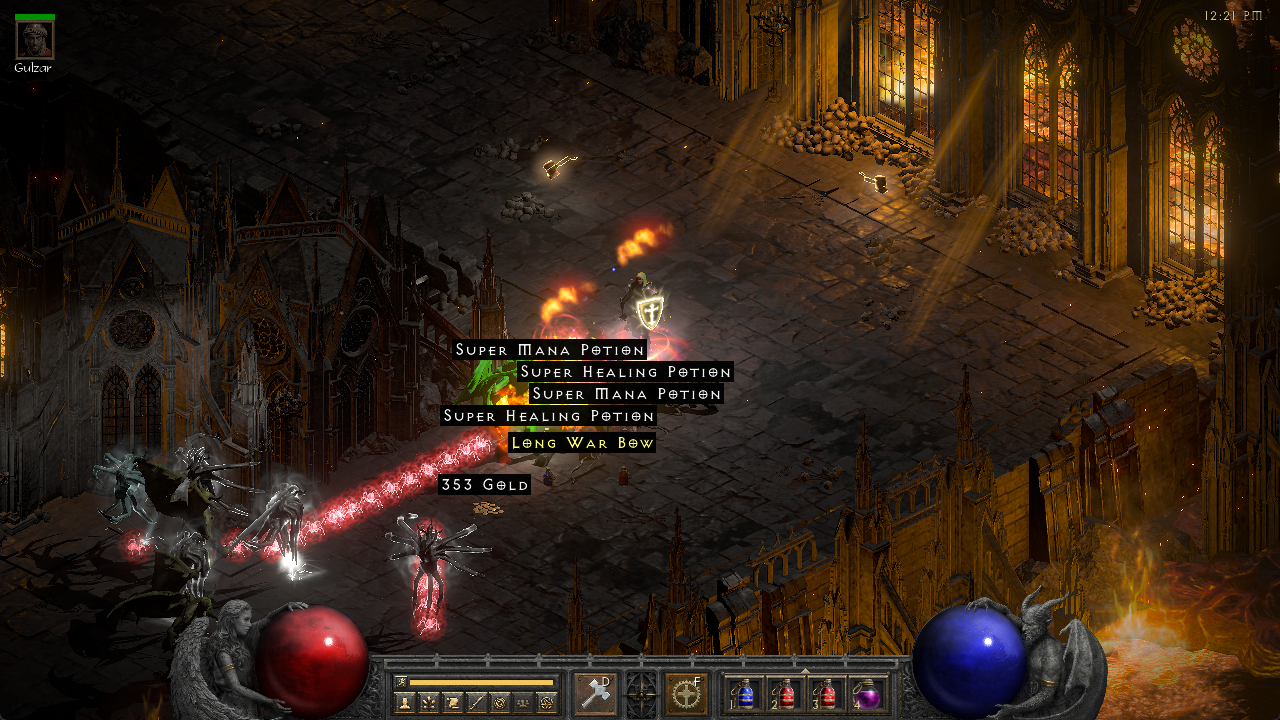 12:21 PM
Gulzar
Super Mana Potion
Super Healing Potion
Super Mana Potion
Super Healing Potion
Long War Bow
353 Gold
D
F
1
2
3
4